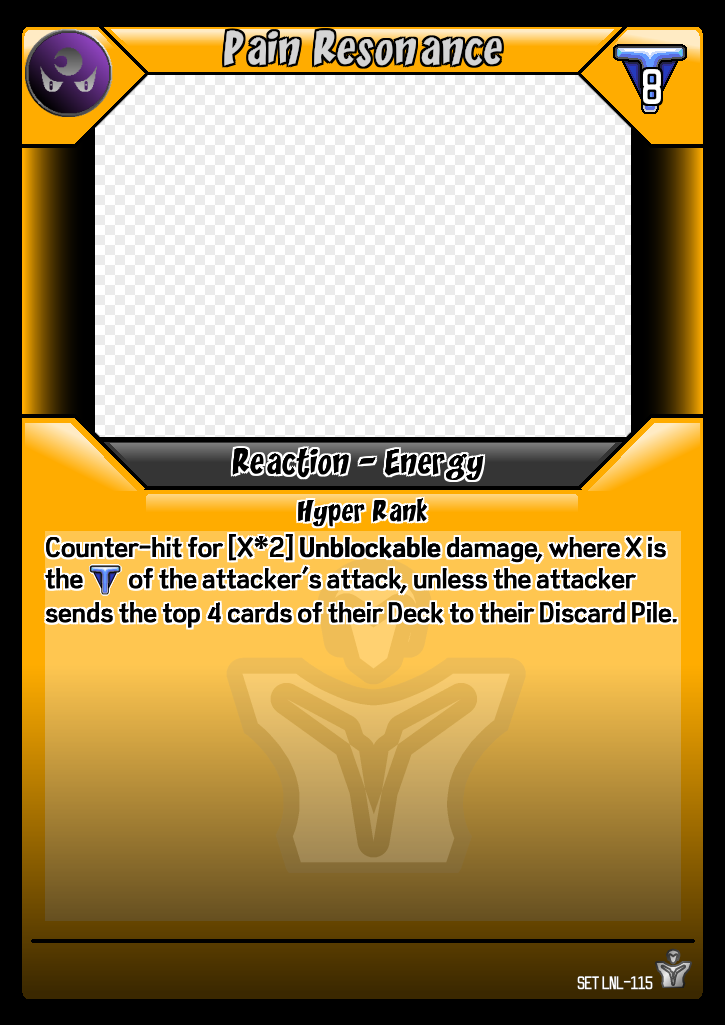 Pain Resonance
8
Reaction - Energy
Hyper Rank
Counter-hit for [X*2] Unblockable damage, where X is
the T of the attacker's attack, unless the attacker
sends the top 4 cards of their Deck to their Discard Pile.
SET LNL-115